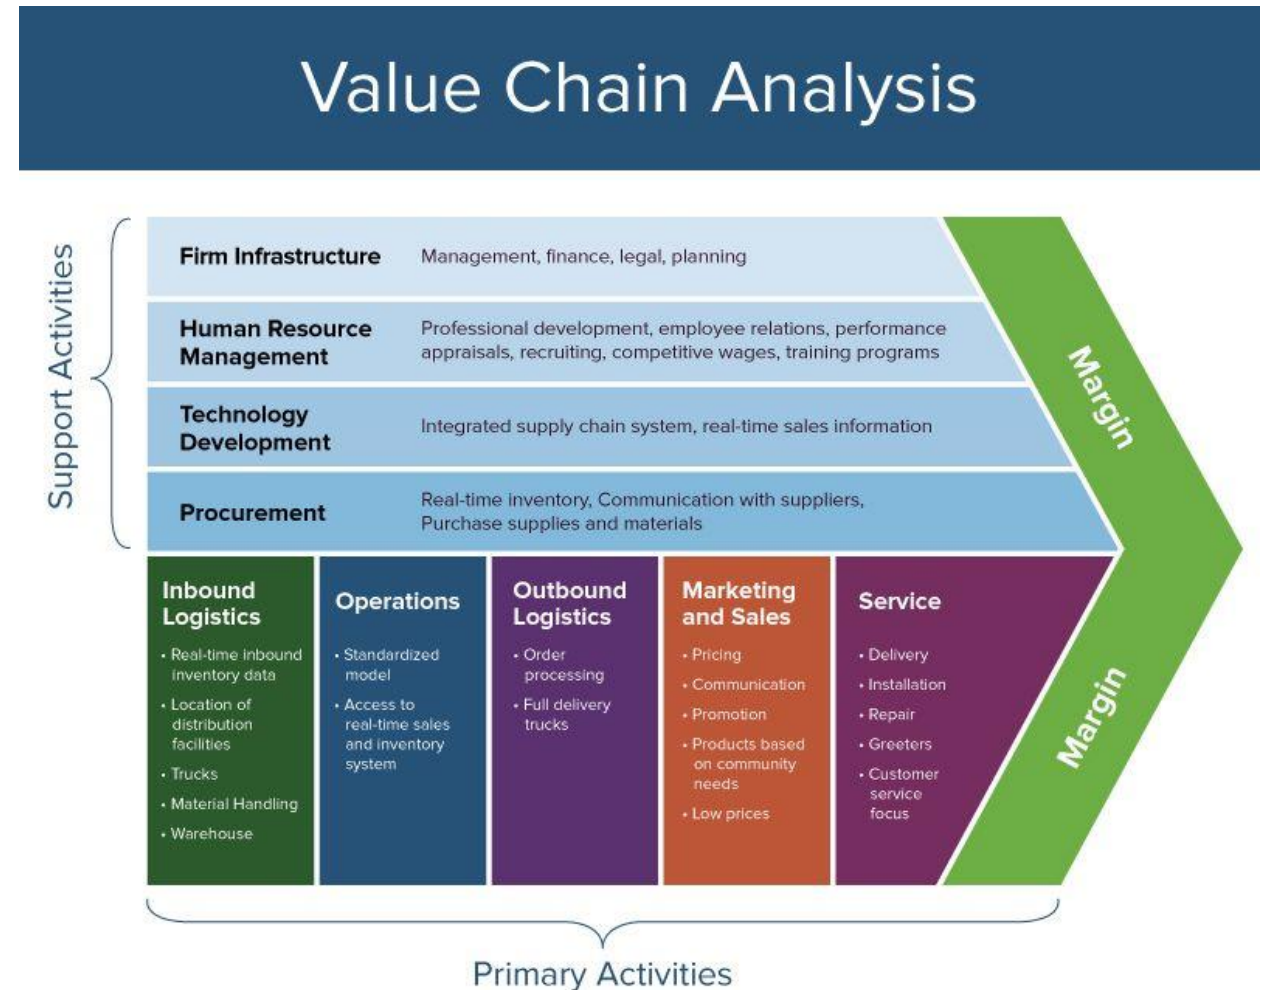 Value Chain Analysis
Support Activities
Firm Infrastructure
Management, finance, legal, planning
Human Resource
Management
Professional development, employee relations, performance
appraisals, recruiting, competitive wages, training programs
Technology
Development
Integrated supply chain system, real-time sales information
Procurement
Real-time inventory, Communication with suppliers,
Purchase supplies and materials
Margin
Inbound
Logistics
• Real-time inbound
inventory data
• Location of
distribution
facilities
• Trucks
• Material Handling
• Warehouse
Operations
• Standardized
model
• Access to
real-time sales
and inventory
system
Outbound
Logistics
• Order
processing
• Full delivery
trucks
Marketing
and Sales
• Pricing
• Communication
• Promotion
• Products based
on community
needs
• Low prices
Service
• Delivery
• Installation
• Repair
• Greeters
• Customer
service
focus
Margin
Primary Activities